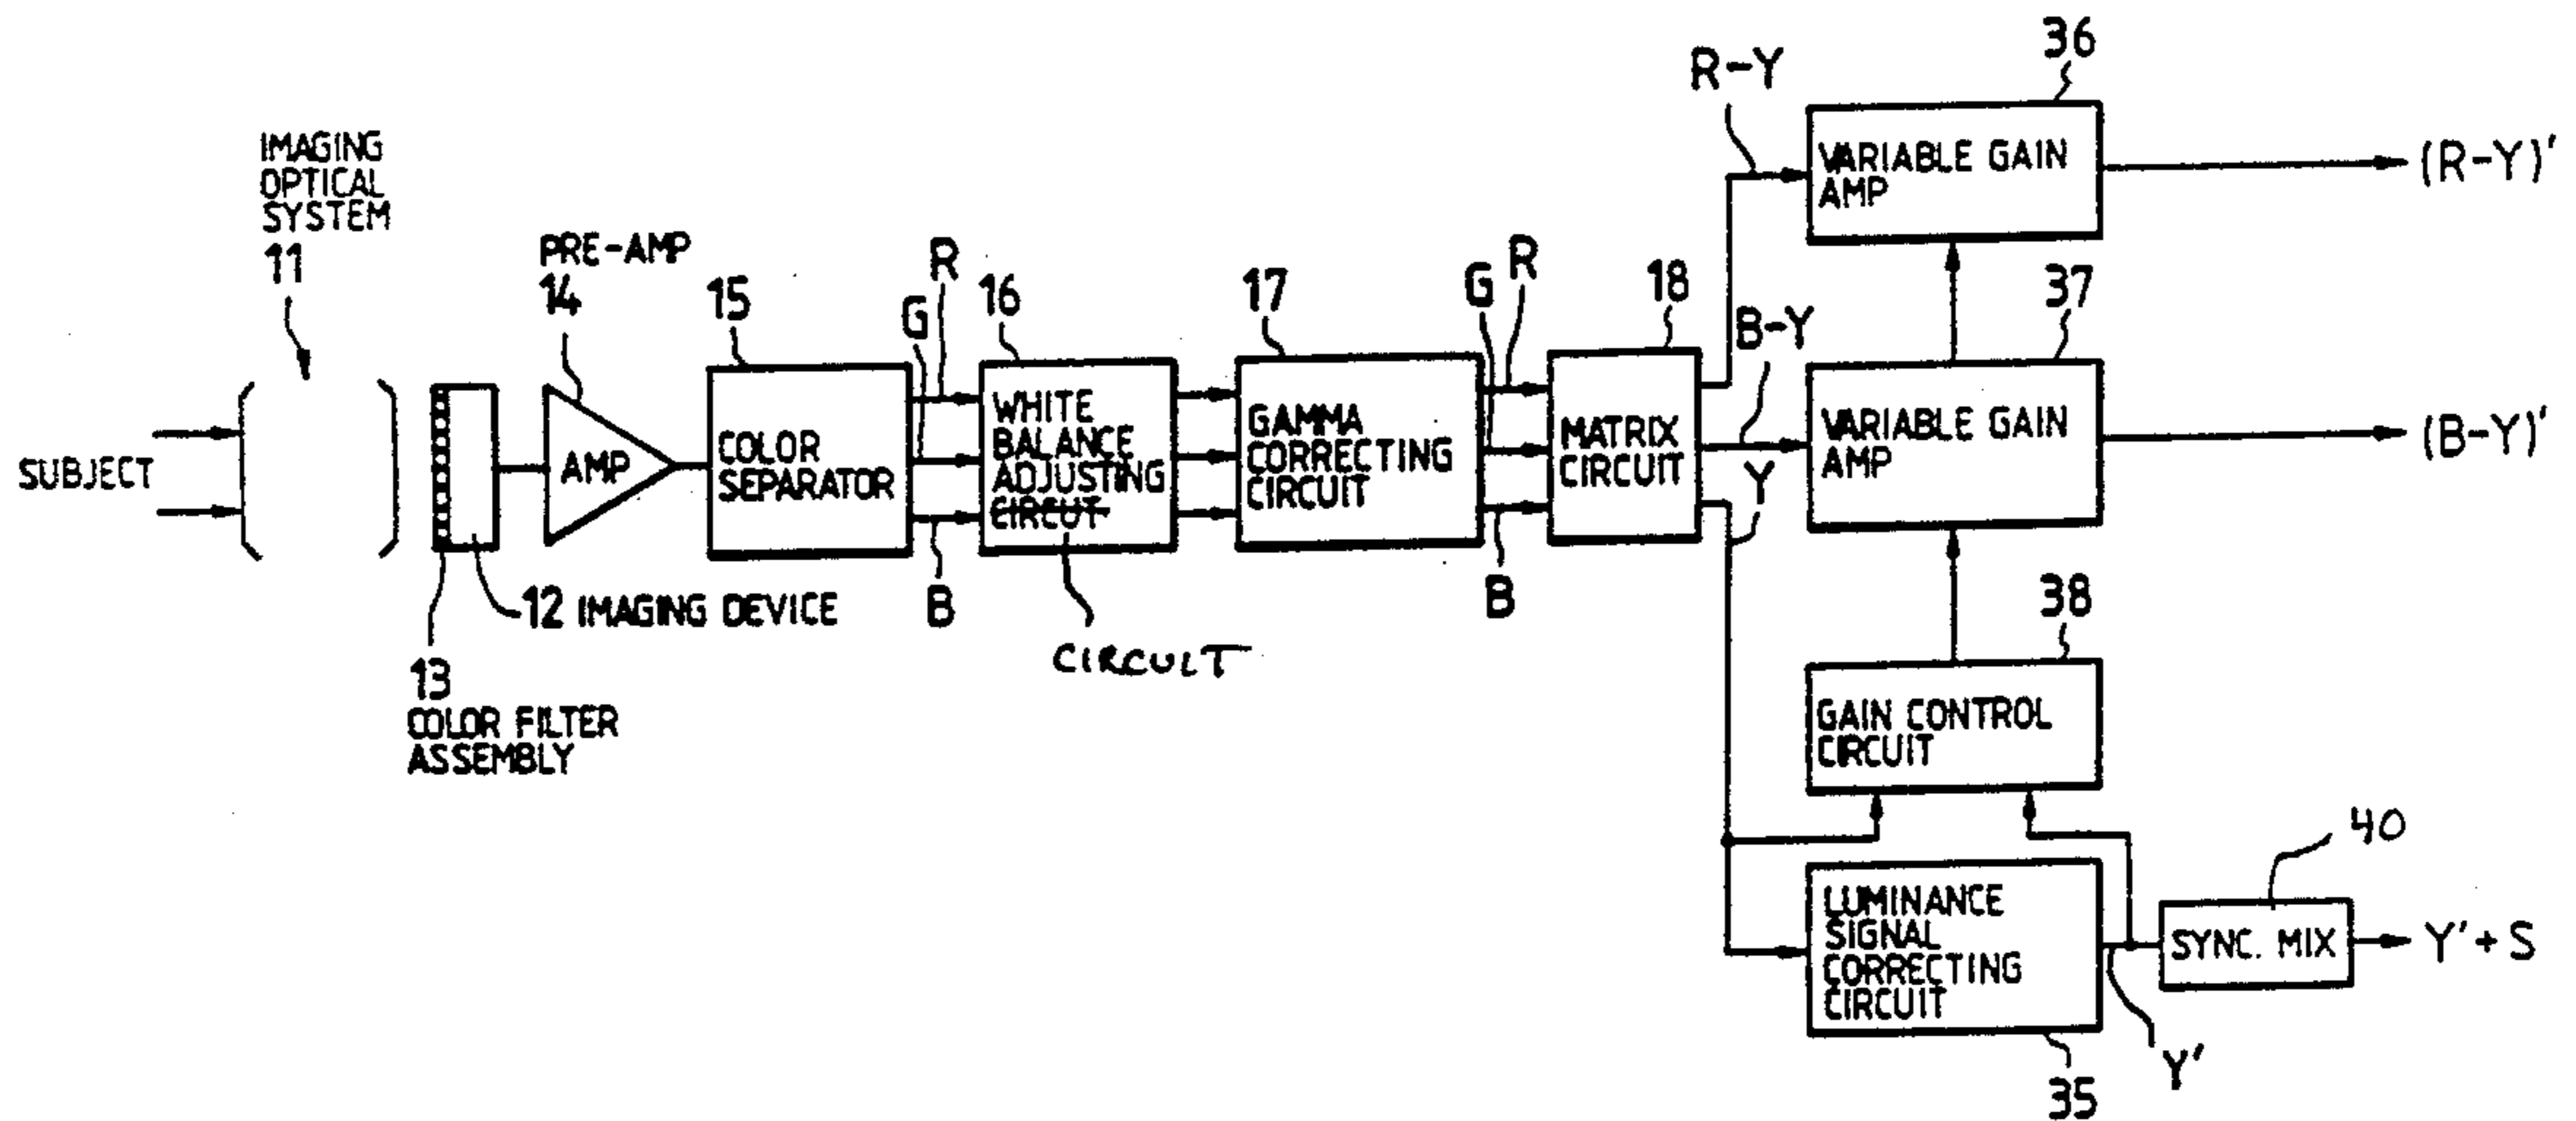 SUBJECT
IMAGING
OPTICAL
SYSTEM
11
13
COLOR FILTER
ASSEMBLY
12 IMAGING DEVICE
PRE-AMP
14
AMP
15
COLOR
SEPARATOR
R
G
B
16
WHITE
BALANCE
ADJUSTING
CIRCUT
CIRCUIT
17
GAMMA
CORRECTING
CIRCUIT
R
G
B
18
MATRIX
CIRCUIT
R-Y
B-Y
Y
36
VARIABLE GAIN
AMP
(R-Y)'
37
VARIABLE GAIN
AMP
(B-Y)'
38
GAIN CONTROL
CIRCUIT
LUMINANCE
SIGNAL
CORRECTING
CIRCUIT
35
Y'
40
SYNC. MIX
Y'+S